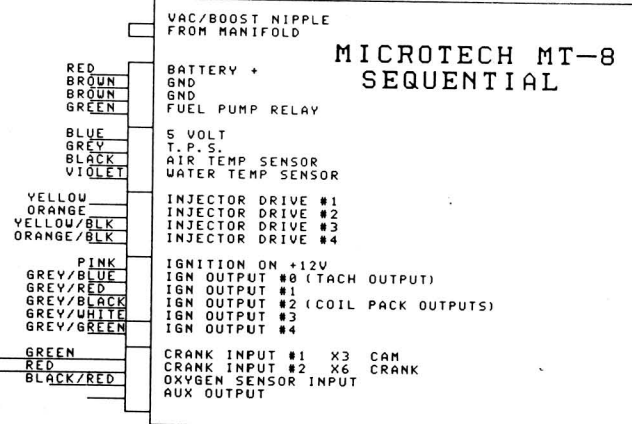 VAC/BOOST NIPPLE
FROM MANIFOLD
MICROTECH MT-8
SEQUENTIAL
RED BATTERY +
BROWN GND
BROWN GND
GREEN FUEL PUMP RELAY
BLUE 5 VOLT
GREY T.P.S.
BLACK AIR TEMP SENSOR
VIOLET WATER TEMP SENSOR
YELLOW INJECTOR DRIVE #1
ORANGE INJECTOR DRIVE #2
YELLOW/BLK INJECTOR DRIVE #3
ORANGE/BLK INJECTOR DRIVE #4
PINK IGNITION ON +12V
GREY/BLUE IGN OUTPUT #0 (TACH OUTPUT)
GREY/RED IGN OUTPUT #1
GREY/BLACK IGN OUTPUT #2 (COIL PACK OUTPUTS)
GREY/WHITE IGN OUTPUT #3
GREY/GREEN IGN OUTPUT #4
GREEN CRANK INPUT #1 X3 CAM
RED CRANK INPUT #2 X6 CRANK
BLACK/RED OXYGEN SENSOR INPUT
AUX OUTPUT